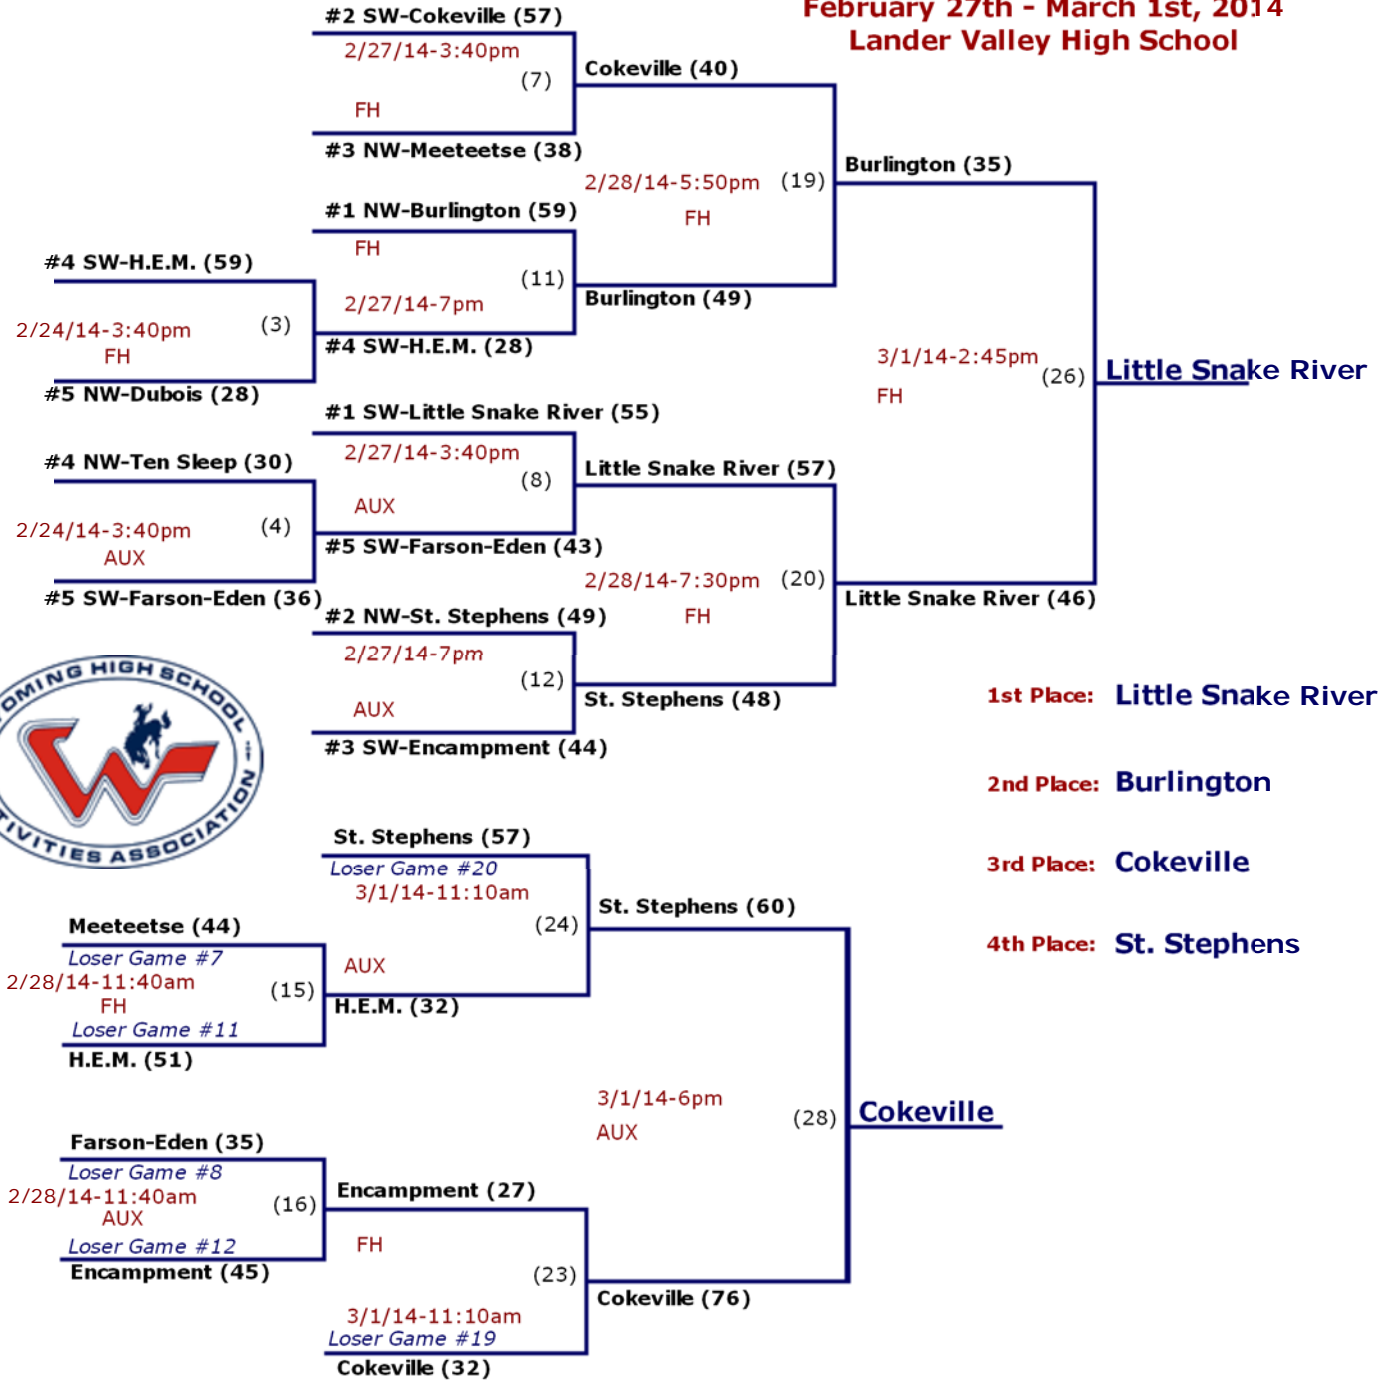 February 27th - March 1st, 2014
Lander Valley High School
#2 SW-Cokeville (57)
2/27/14-3:40pm
(7)
FH
#3 NW-Meeteetse (38)
Cokeville (40)
2/28/14-5:50pm (19)
FH
Burlington (35)
#1 NW-Burlington (59)
FH
(11)
2/27/14-7pm
Burlington (49)
#4 SW-H.E.M. (59)
2/24/14-3:40pm (3)
FH
#5 NW-Dubois (28)
#4 SW-H.E.M. (28)
3/1/14-2:45pm
(26)
FH
Little Snake River
#1 SW-Little Snake River (55)
2/27/14-3:40pm
(8)
AUX
#5 SW-Farson-Eden (43)
Little Snake River (57)
#4 NW-Ten Sleep (30)
2/24/14-3:40pm (4)
AUX
#5 SW-Farson-Eden (36)
2/28/14-7:30pm (20)
FH
Little Snake River (46)
#2 NW-St. Stephens (49)
2/27/14-7pm
(12)
AUX
#3 SW-Encampment (44)
St. Stephens (48)
OMING HIGH SCHOOL
TIVITIES ASSOCIATION
1st Place: Little Snake River
2nd Place: Burlington
3rd Place: Cokeville
4th Place: St. Stephens
St. Stephens (57)
Loser Game #20
3/1/14-11:10am
(24)
AUX
H.E.M. (32)
St. Stephens (60)
Meeteetse (44)
Loser Game #7
2/28/14-11:40am
(15)
FH
Loser Game #11
H.E.M. (51)
3/1/14-6pm
(28)
AUX
Cokeville
Farson-Eden (35)
Loser Game #8
2/28/14-11:40am
(16)
AUX
Loser Game #12
Encampment (45)
Encampment (27)
FH
(23)
3/1/14-11:10am
Loser Game #19
Cokeville (32)
Cokeville (76)